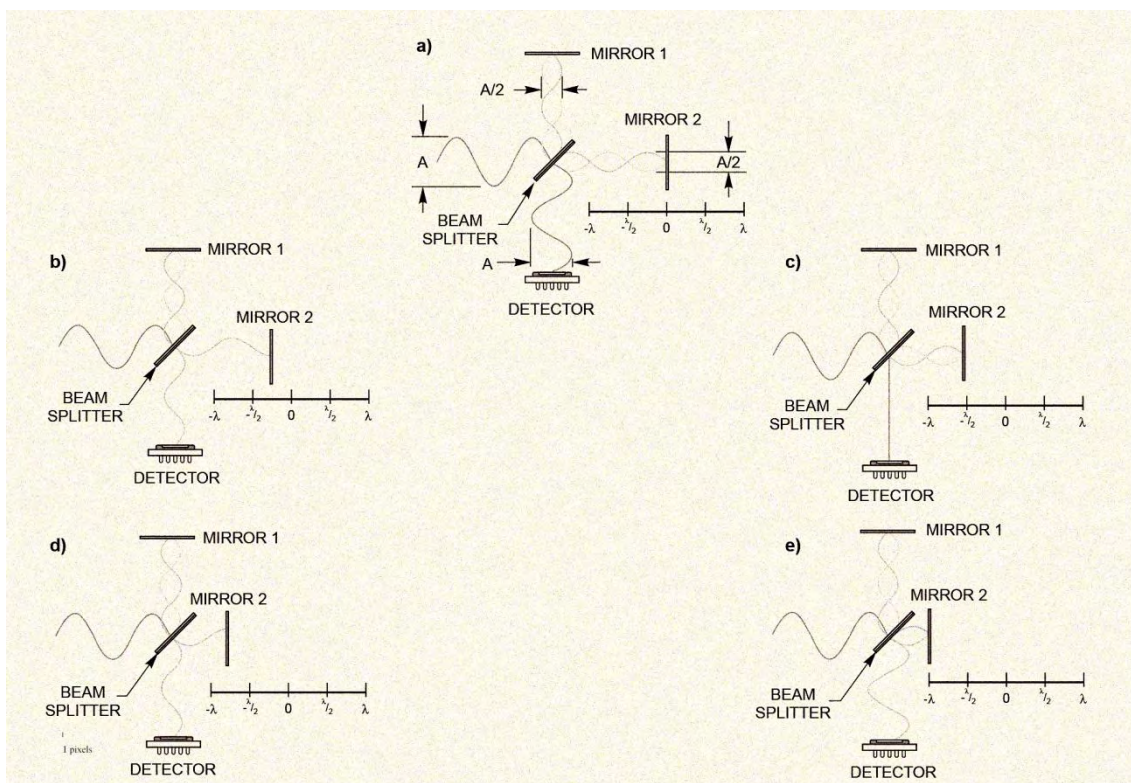 a)
MIRROR 1
A/2
MIRROR 2
A
A/2
BEAM
SPLITTER
-λ -λ/2 0 λ/2 λ
A
DETECTOR
b)
MIRROR 1
MIRROR 2
BEAM
SPLITTER
-λ -λ/2 0 λ/2 λ
DETECTOR
c)
MIRROR 1
MIRROR 2
BEAM
SPLITTER
-λ -λ/2 0 λ/2 λ
DETECTOR
d)
MIRROR 1
MIRROR 2
BEAM
SPLITTER
-λ -λ/2 0 λ/2 λ
1 pixels
DETECTOR
e)
MIRROR 1
MIRROR 2
BEAM
SPLITTER
-λ -λ/2 0 λ/2 λ
DETECTOR